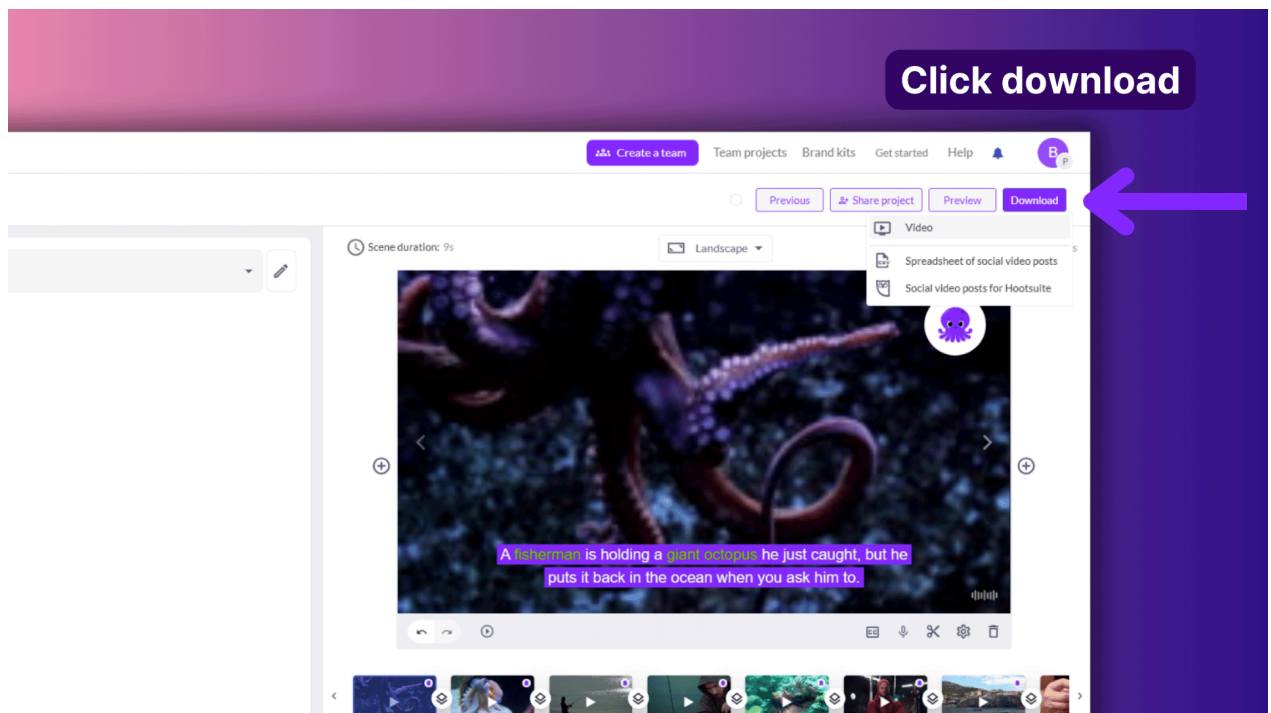 Click download
Create a team Team projects Brand kits Get started Help B P
Previous Share project Preview Download
Video
Scene duration: 9s Landscape s
CSV Spreadsheet of social video posts
Social video posts for Hootsuite
A fisherman is holding a giant octopus he just caught, but he
puts it back in the ocean when you ask him to.
CC